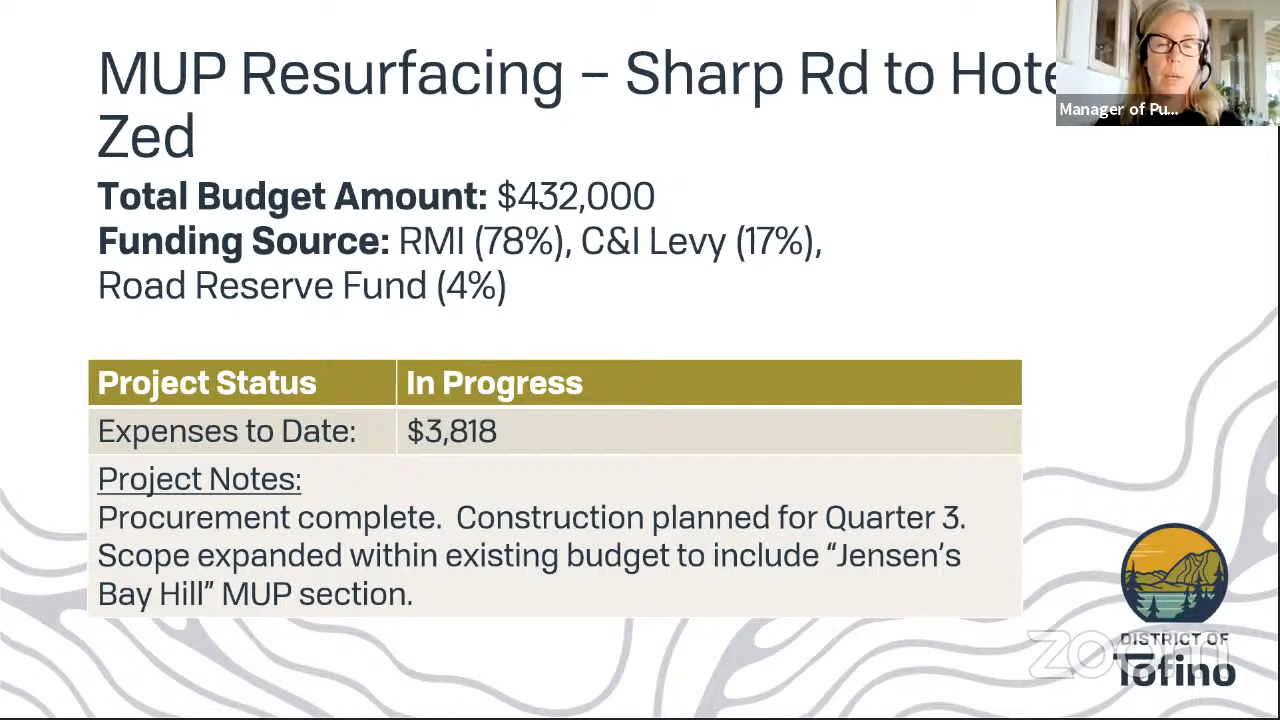 MUP Resurfacing – Sharp Rd to Hote
Zed
Manager of Pu...
Total Budget Amount: $432,000
Funding Source: RMI (78%), C&I Levy (17%),
Road Reserve Fund (4%)
Project Status In Progress
Expenses to Date: $3,818
Project Notes:
Procurement complete. Construction planned for Quarter 3.
Scope expanded within existing budget to include “Jensen’s
Bay Hill” MUP section.
DISTRICT OF
Tofino
zoom